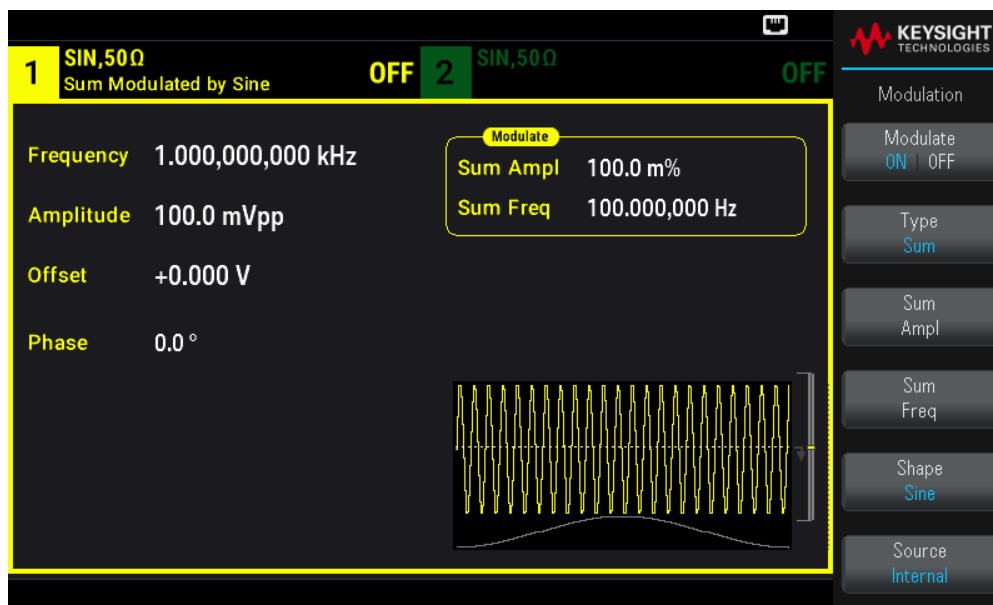 KEYSIGHT
TECHNOLOGIES
1
SIN,50Ω
Sum Modulated by Sine
OFF
2
SIN,50Ω
OFF
Frequency 1.000,000,000 kHz
Amplitude 100.0 mVpp
Offset +0.000 V
Phase 0.0 °
Modulate
Sum Ampl 100.0 m%
Sum Freq 100.000,000 Hz
Modulation
Modulate
ON OFF
Type
Sum
Sum
Ampl
Sum
Freq
Shape
Sine
Source
Internal